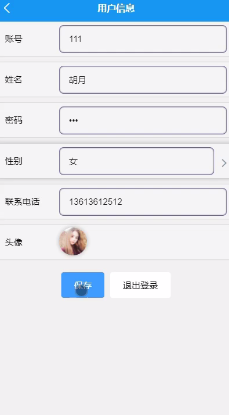 用户信息
账号 111
姓名 胡月
密码 •••
性别 女
联系电话 13613612512
头像
保存 退出登录